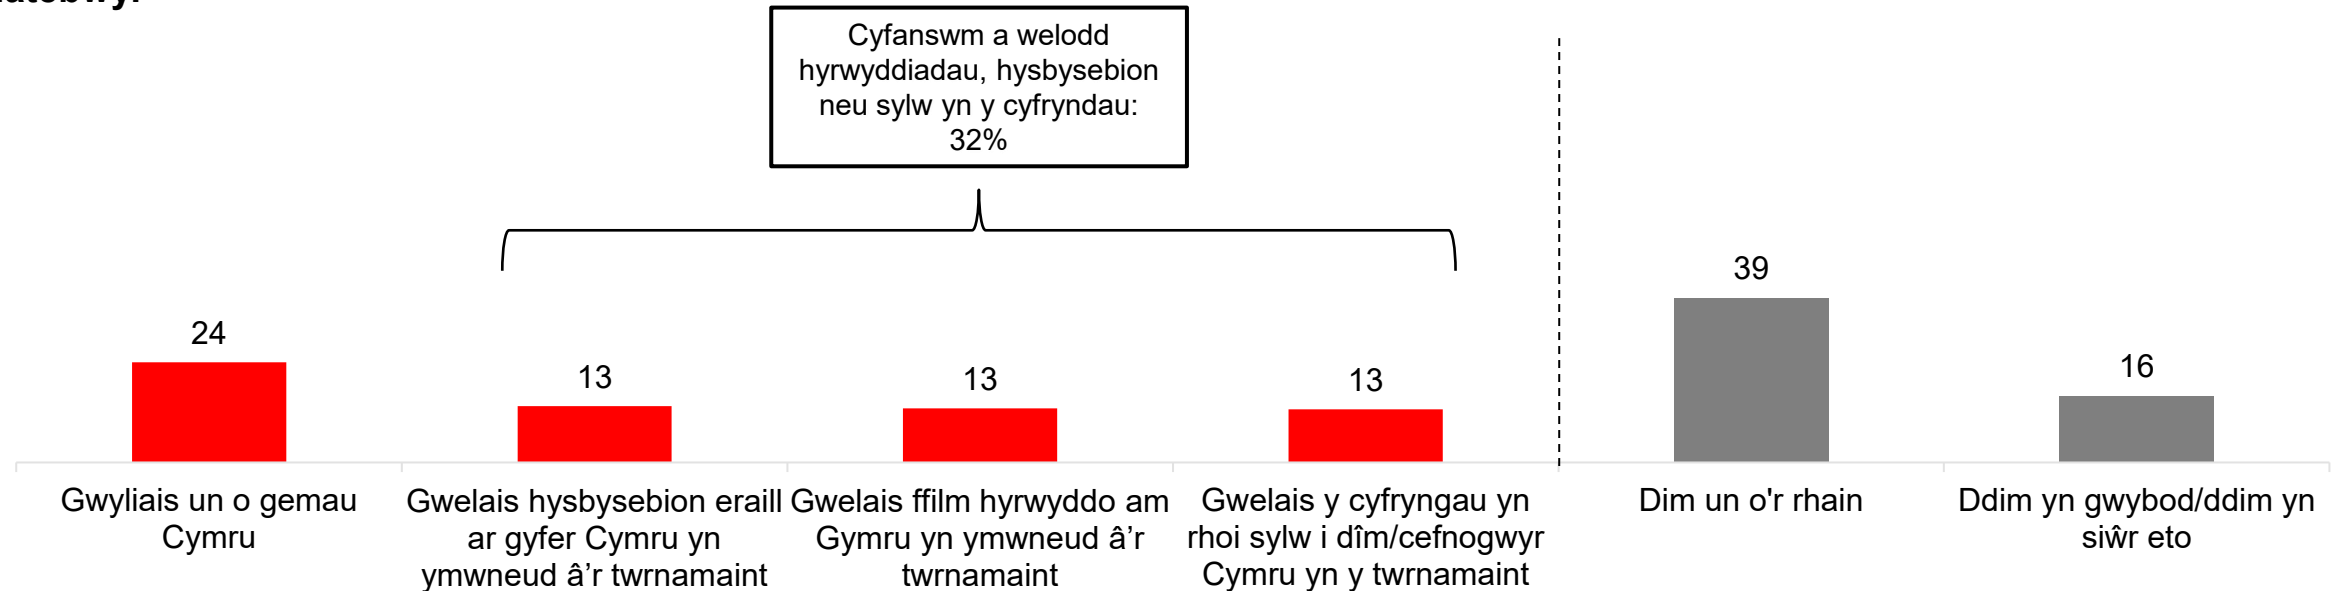 Cyfanswm a welodd
hyrwyddiadau, hysbysebion
neu sylw yn y cyfryndau:
32%
24
13
13
13
39
16
Gwyliais un o gemau
Cymru
Gwelais hysbysebion eraill
ar gyfer Cymru yn
ymwneud â’r twrnamaint
Gwelais ffilm hyrwyddo am
Gymru yn ymwneud â’r
twrnamaint
Gwelais y cyfryngau yn
rhoi sylw i dîm/cefnogwyr
Cymru yn y twrnamaint
Dim un o'r rhain
Ddim yn gwybod/ddim yn
siŵr eto